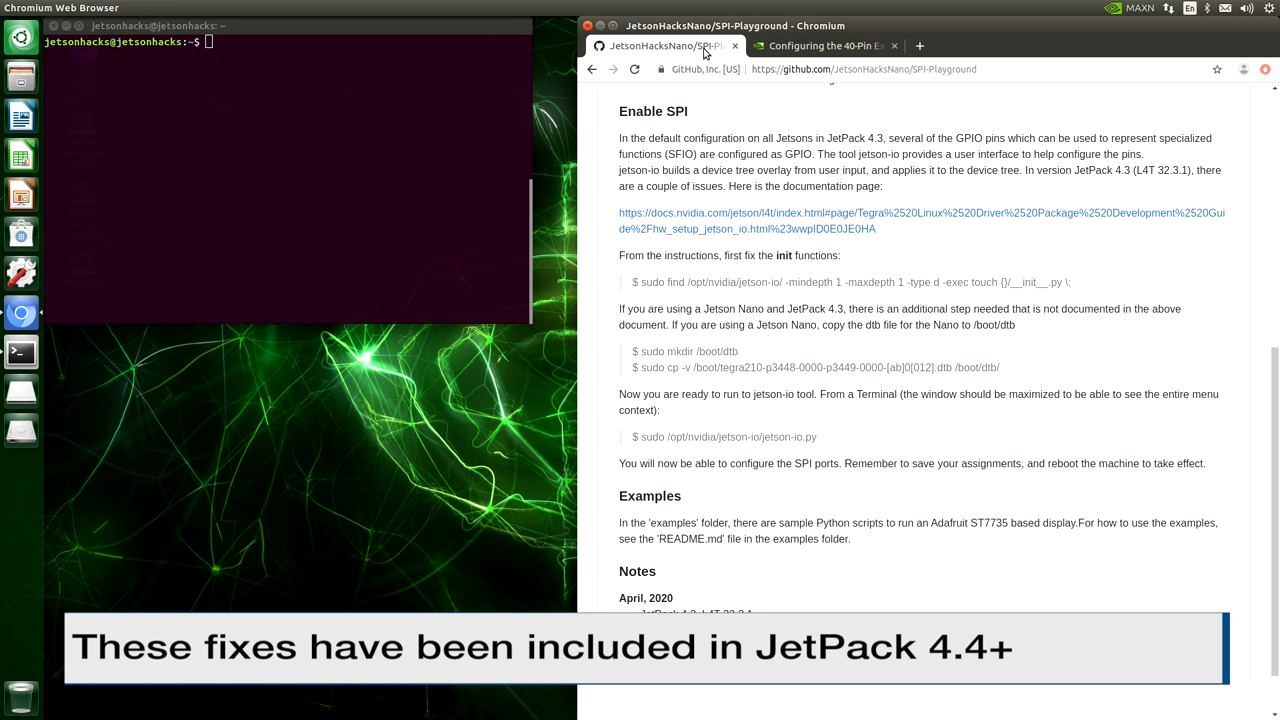 Chromium Web Browser
MAXN
En
jetsonhacks@jetsonhacks: ~
jetsonhacks@jetsonhacks:~$
JetsonHacksNano/SPI-Playground - Chromium
JetsonHacksNano/SPI-Pl
Configuring the 40-Pin Ex
GitHub, Inc. [US]
https://github.com/JetsonHacksNano/SPI-Playground
Enable SPI
In the default configuration on all Jetsons in JetPack 4.3, several of the GPIO pins which can be used to represent specialized
functions (SFIO) are configured as GPIO. The tool jetson-io provides a user interface to help configure the pins.
jetson-io builds a device tree overlay from user input, and applies it to the device tree. In version JetPack 4.3 (L4T 32.3.1), there
are a couple of issues. Here is the documentation page:
https://docs.nvidia.com/jetson/l4t/index.html#page/Tegra%2520Linux%2520Driver%2520Package%2520Development%2520Gui
de%2Fhw_setup_jetson_io.html%23wwpID0E0JE0HA
From the instructions, first fix the init functions:
$ sudo find /opt/nvidia/jetson-io/ -mindepth 1 -maxdepth 1 -type d -exec touch {}/__init__.py \;
If you are using a Jetson Nano and JetPack 4.3, there is an additional step needed that is not documented in the above
document. If you are using a Jetson Nano, copy the dtb file for the Nano to /boot/dtb
$ sudo mkdir /boot/dtb
$ sudo cp -v /boot/tegra210-p3448-0000-p3449-0000-[ab]0[012].dtb /boot/dtb/
Now you are ready to run to jetson-io tool. From a Terminal (the window should be maximized to be able to see the entire menu
context):
$ sudo /opt/nvidia/jetson-io/jetson-io.py
You will now be able to configure the SPI ports. Remember to save your assignments, and reboot the machine to take effect.
Examples
In the 'examples' folder, there are sample Python scripts to run an Adafruit ST7735 based display.For how to use the examples,
see the 'README.md' file in the examples folder.
Notes
April, 2020
JetPack 4.3, L4T 32.3.1
These fixes have been included in JetPack 4.4+